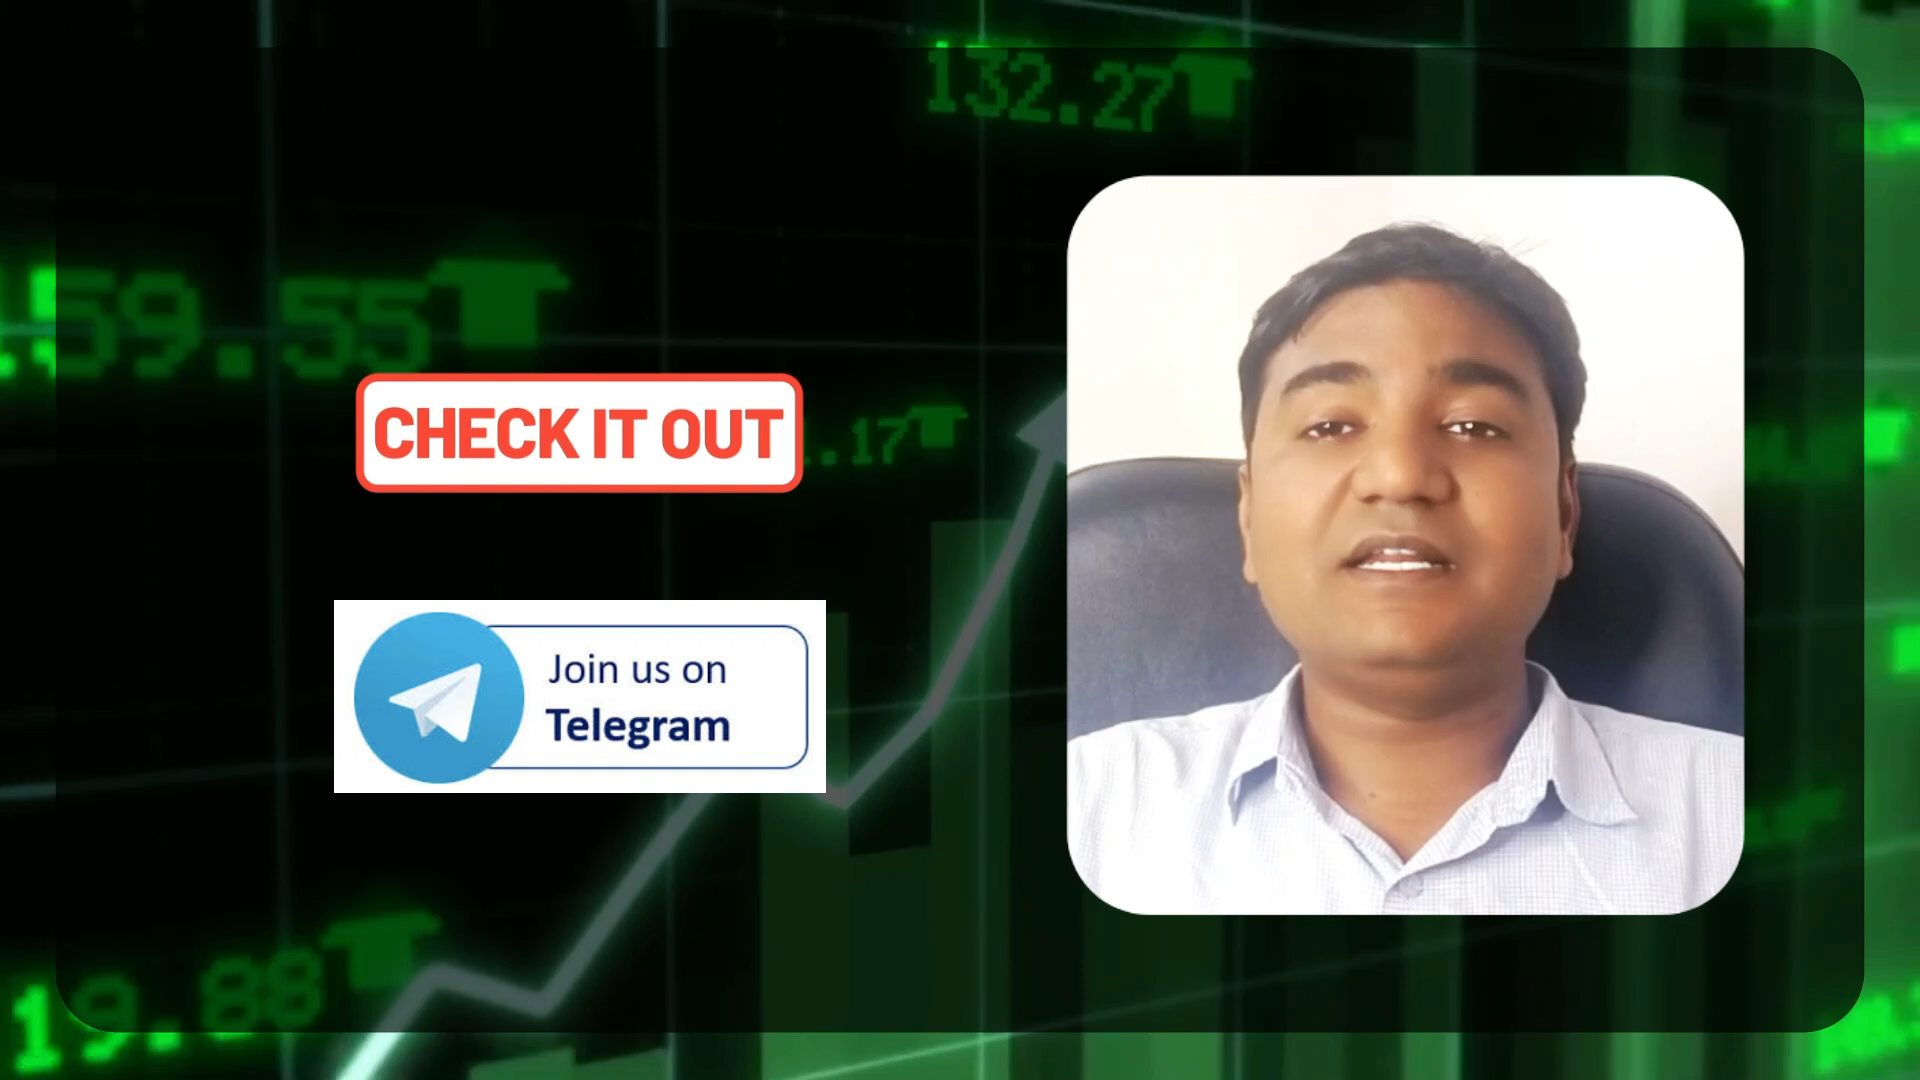 132.27
59.55
CHECK IT OUT
.17
Join us on
Telegram
19.88